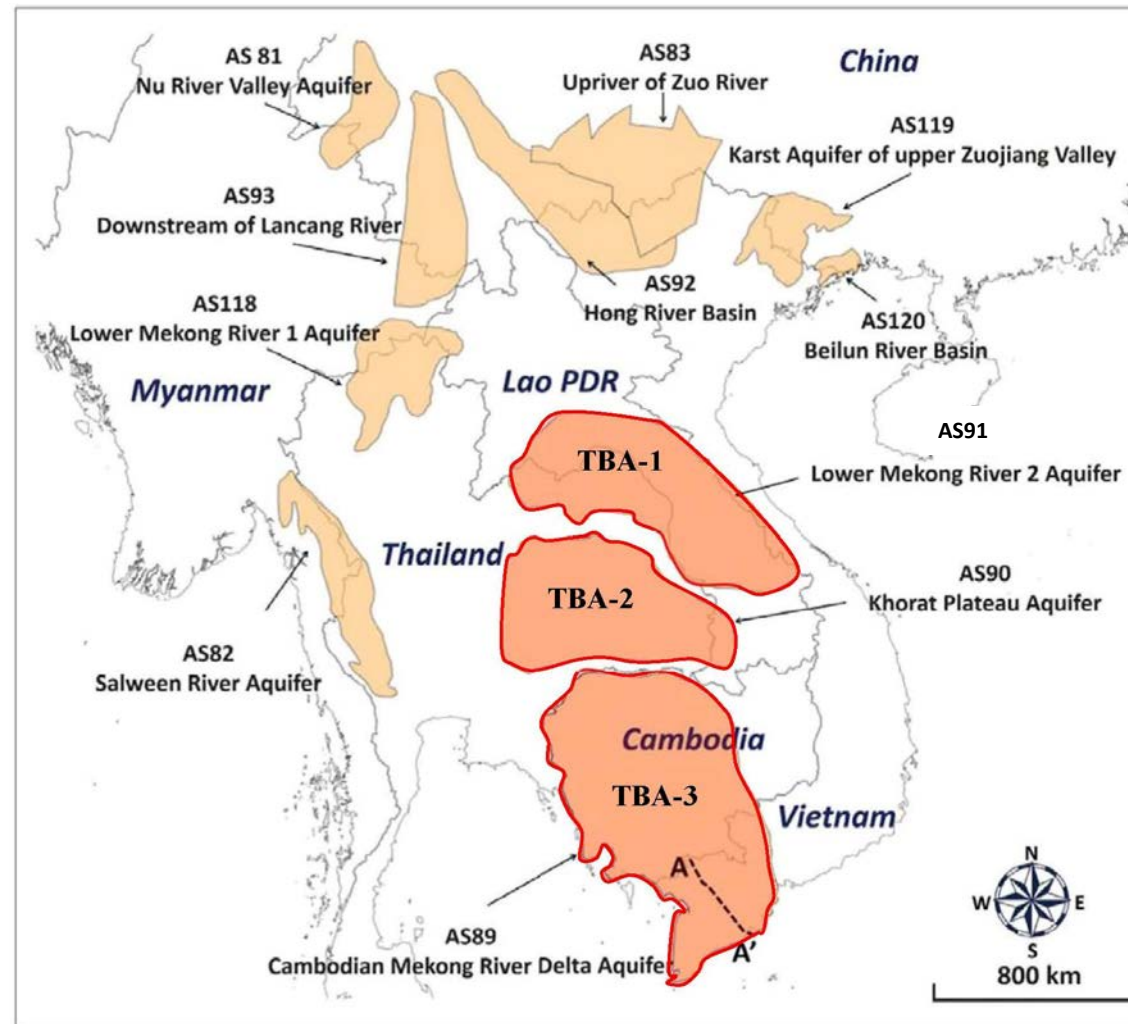 AS 81
Nu River Valley Aquifer
AS83
Upriver of Zuo River
China
AS119
Karst Aquifer of upper Zuojiang Valley
AS93
Downstream of Lancang River
AS92
Hong River Basin
AS120
Beilun River Basin
AS118
Lower Mekong River 1 Aquifer
Myanmar
Lao PDR
AS91
Lower Mekong River 2 Aquifer
TBA-1
Thailand
TBA-2
AS90
Khorat Plateau Aquifer
AS82
Salween River Aquifer
Cambodia
TBA-3
Vietnam
A
A’
AS89
Cambodian Mekong River Delta Aquifer
N
W
E
S
800 km